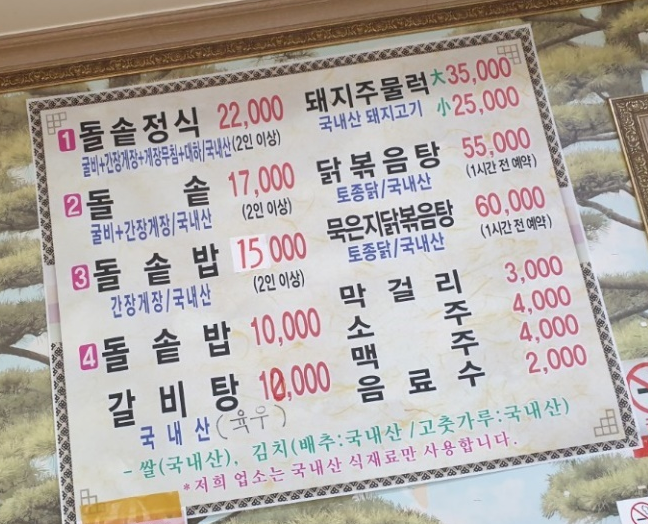 1 돌솥정식 22,000
굴비+간장게장+게장무침+대하/국내산(2인 이상)
2 돌 솥 17,000
굴비+간장게장/국내산 (2인 이상)
3 돌 솥 밥 15000
간장게장/국내산 (2인 이상)
4 돌 솥 밥 10,000
갈 비 탕 10,000
국 내 산 (육우)
돼지주물럭 大35,000
국내산 돼지고기 小25,000
닭볶음탕 55,000
토종닭/국내산 (1시간 전 예약)
묵은지닭볶음탕 60,000
토종닭/국내산 (1시간 전 예약)
막 걸 리 3,000
소 주 4,000
맥 주 4,000
음 료 수 2,000
- 쌀(국내산), 김치(배추:국내산 /고춧가루:국내산)
*저희 업소는 국내산 식재료만 사용합니다.